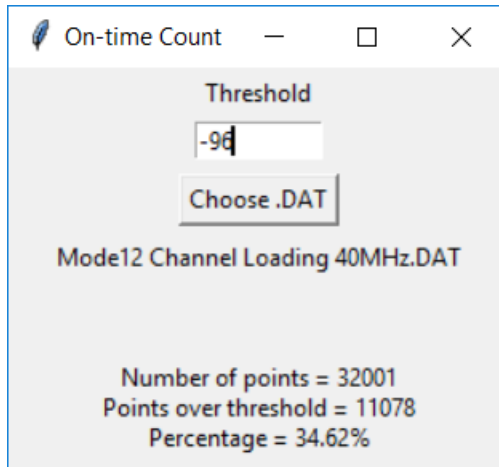 On-time Count
Threshold
-96
Choose .DAT
Mode12 Channel Loading 40MHz.DAT
Number of points = 32001
Points over threshold = 11078
Percentage = 34.62%